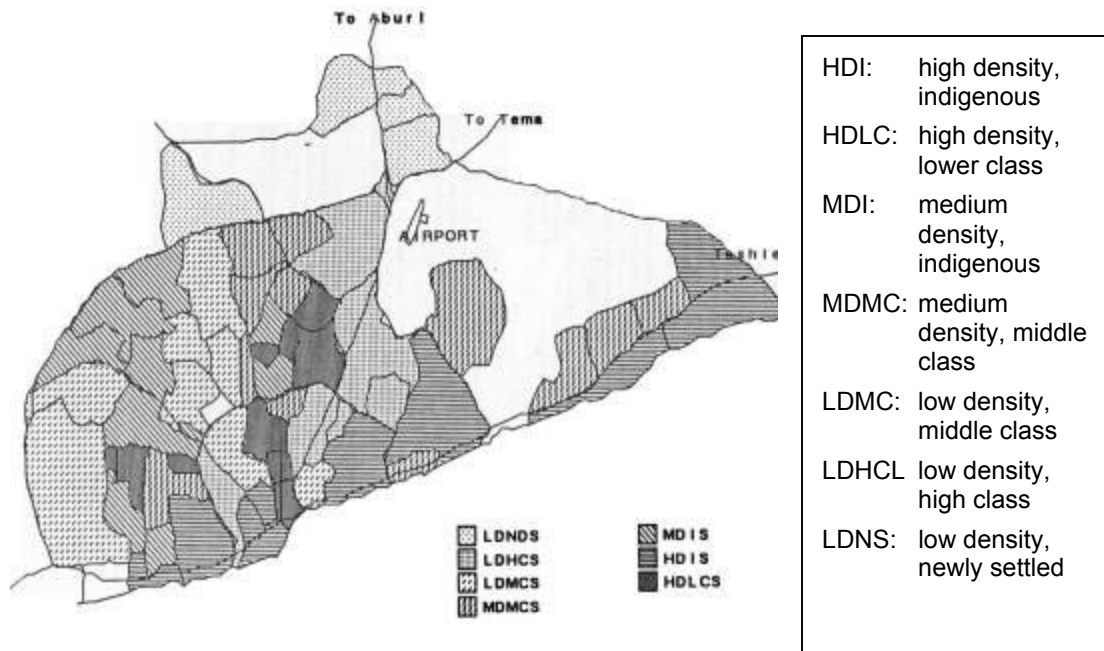 To Aburi
To Tema
AIRPORT
Teshie
LDNDS
LDHCS
LDMCS
MDMCS
MDIS
HDIS
HDLCS
HDI: high density,
indigenous
HDLC: high density,
lower class
MDI: medium
density,
indigenous
MDMC: medium
density, middle
class
LDMC: low density,
middle class
LDHCL low density,
high class
LDNS: low density,
newly settled